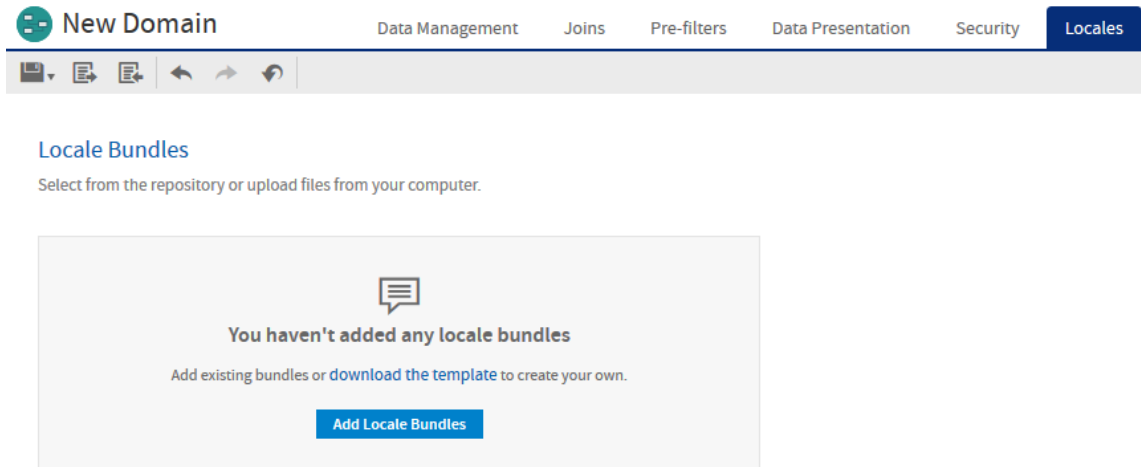 New Domain
Data Management Joins Pre-filters Data Presentation Security Locales
Locale Bundles
Select from the repository or upload files from your computer.
You haven't added any locale bundles
Add existing bundles or download the template to create your own.
Add Locale Bundles